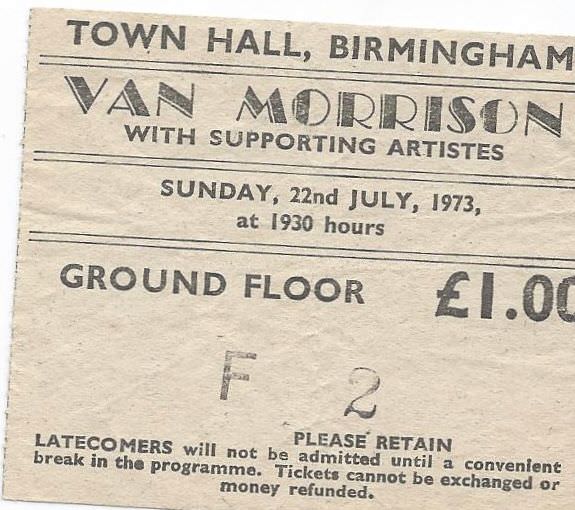 TOWN HALL, BIRMINGHAM
VAN MORRISON
WITH SUPPORTING ARTISTES
SUNDAY, 22nd JULY, 1973,
at 1930 hours
GROUND FLOOR £1.00
F 2
PLEASE RETAIN
LATECOMERS will not be admitted until a convenient
break in the programme. Tickets cannot be exchanged or
money refunded.